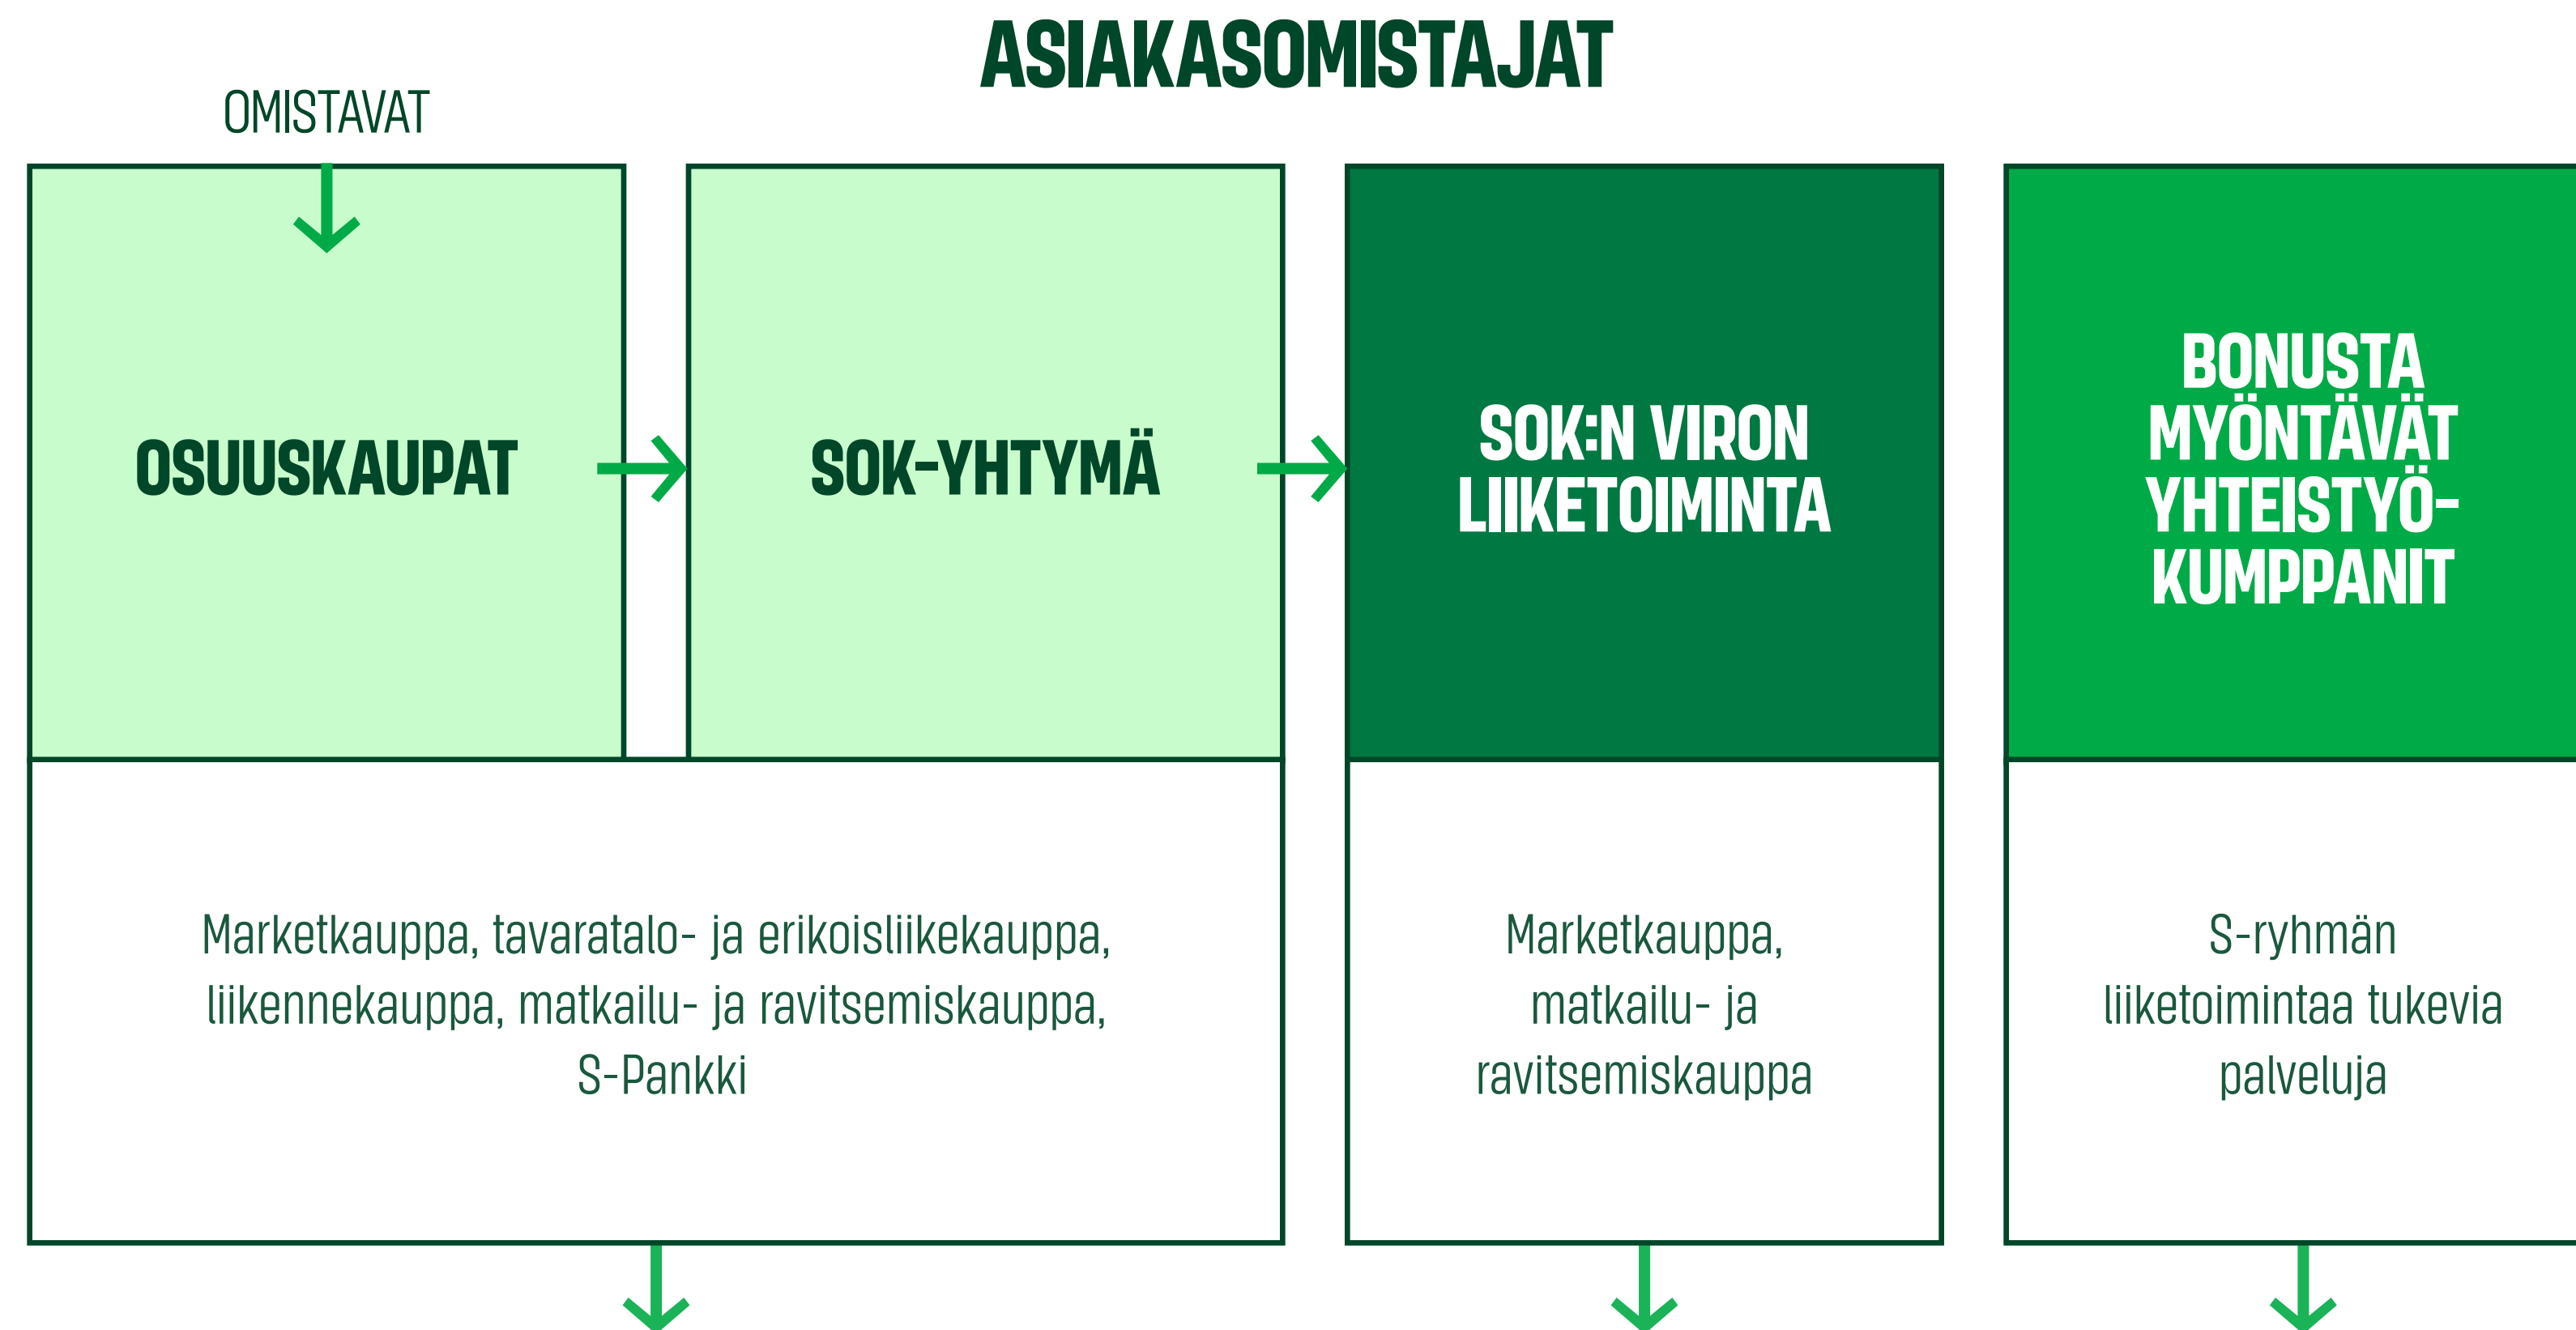 ASIAKASOMISTAJAT
OMISTAVAT
OSUUSKAUPAT
SOK-YHTYMÄ
SOK:N VIRON
LIIKETOIMINTA
BONUSTA
MYÖNTÄVÄT
YHTEISTYÖ-
KUMPPANIT
Marketkauppa, tavaratalo- ja erikoisliikekauppa,
liikennekauppa, matkailu- ja ravitsemiskauppa,
S-Pankki
Marketkauppa,
matkailu- ja
ravitsemiskauppa
S-ryhmän
liiketoimintaa tukevia
palveluja